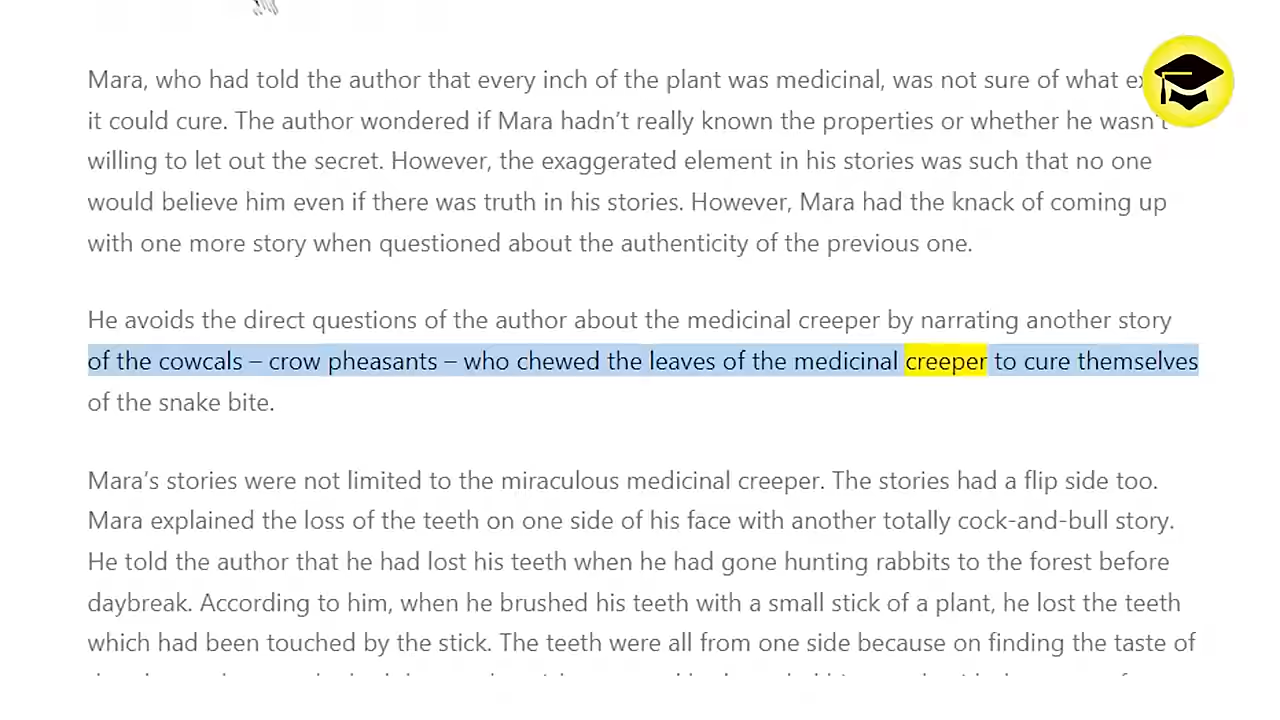 Mara, who had told the author that every inch of the plant was medicinal, was not sure of what
it could cure. The author wondered if Mara hadn't really known the properties or whether he wasn't
willing to let out the secret. However, the exaggerated element in his stories was such that no one
would believe him even if there was truth in his stories. However, Mara had the knack of coming up
with one more story when questioned about the authenticity of the previous one.
He avoids the direct questions of the author about the medicinal creeper by narrating another story
of the cowcals – crow pheasants – who chewed the leaves of the medicinal creeper to cure themselves
of the snake bite.
Mara's stories were not limited to the miraculous medicinal creeper. The stories had a flip side too.
Mara explained the loss of the teeth on one side of his face with another totally cock-and-bull story.
He told the author that he had lost his teeth when he had gone hunting rabbits to the forest before
daybreak. According to him, when he brushed his teeth with a small stick of a plant, he lost the teeth
which had been touched by the stick. The teeth were all from one side because on finding the taste of